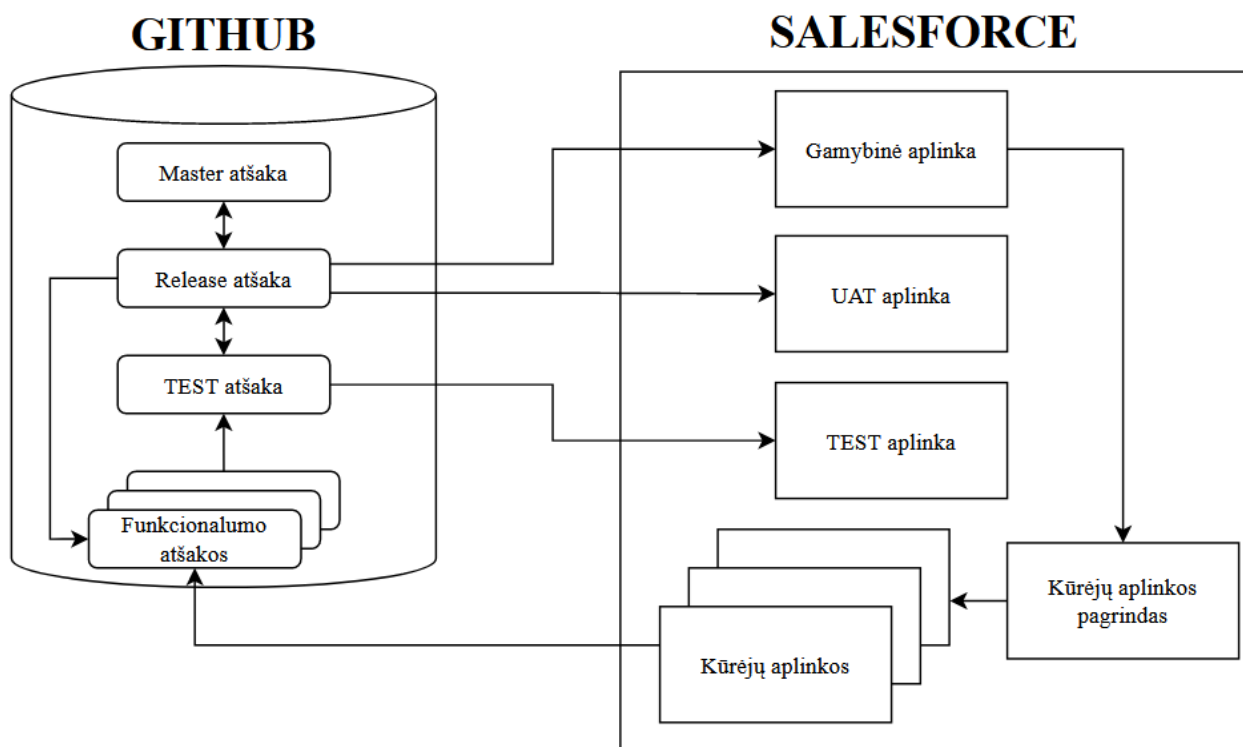 GITHUB
SALESFORCE
Master atšaka
Release atšaka
TEST atšaka
Funkcionalumo
atšakos
Gamybinė aplinka
UAT aplinka
TEST aplinka
Kūrėjų aplinkos
pagrindas
Kūrėjų aplinkos